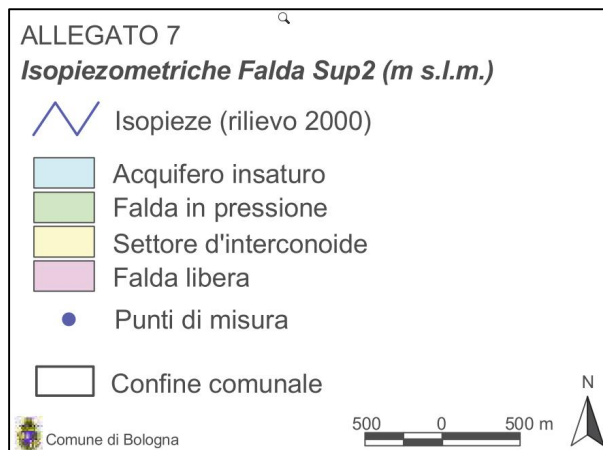 ALLEGATO 7
Isopiezometriche Falda Sup2 (m s.l.m.)
Isopieze (rilievo 2000)
Acquifero insaturo
Falda in pressione
Settore d'interconoide
Falda libera
Punti di misura
Confine comunale
N
500 0 500 m
Comune di Bologna